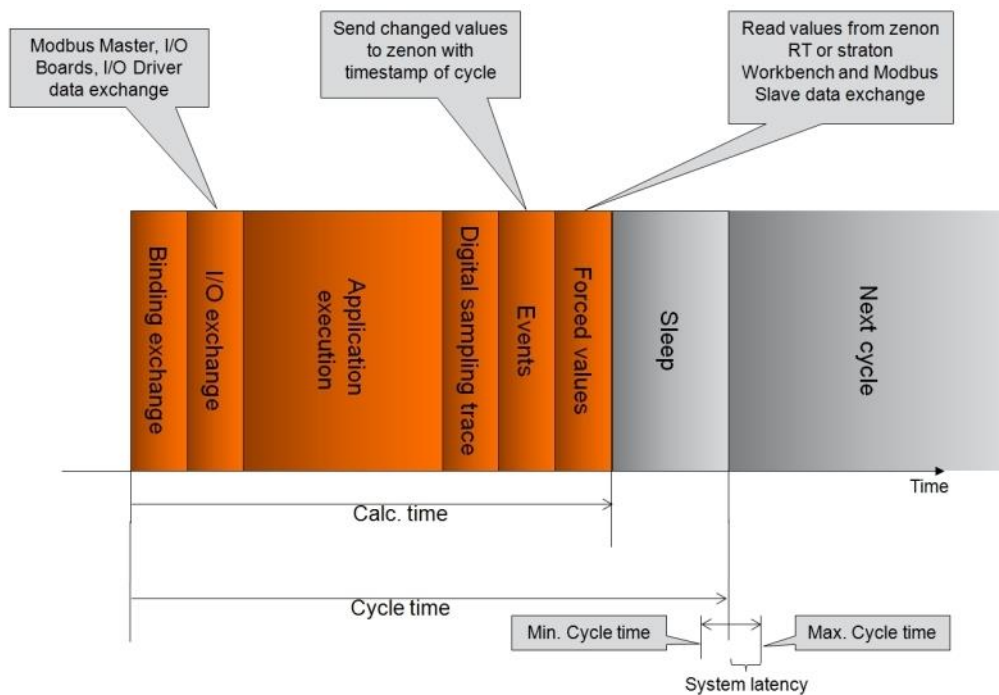 Modbus Master, I/O
Boards, I/O Driver
data exchange
Send changed values
to zenon with
timestamp of cycle
Read values from zenon
RT or straton
Workbench and Modbus
Slave data exchange
Binding exchange
I/O exchange
Application
execution
Digital sampling trace
Events
Forced values
Sleep
Next cycle
Time
Calc. time
Cycle time
Min. Cycle time
Max. Cycle time
System latency